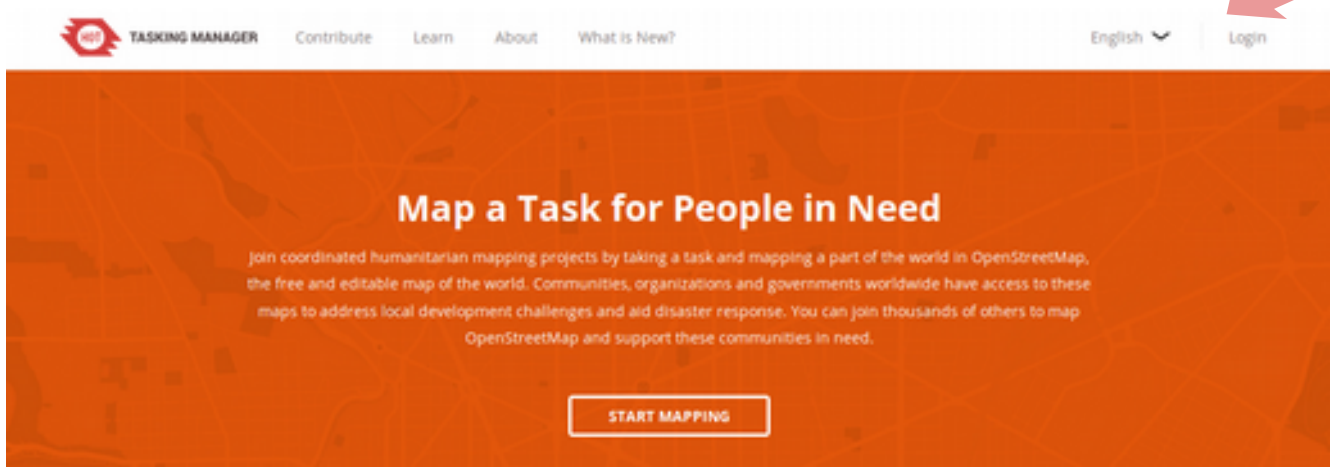 HOT TASKING MANAGER Contribute Learn About What is New? English Login
Map a Task for People in Need
Join coordinated humanitarian mapping projects by taking a task and mapping a part of the world in OpenStreetMap,
the free and editable map of the world. Communities, organizations and governments worldwide have access to these
maps to address local development challenges and aid disaster response. You can join thousands of others to map
OpenStreetMap and support these communities in need.
START MAPPING